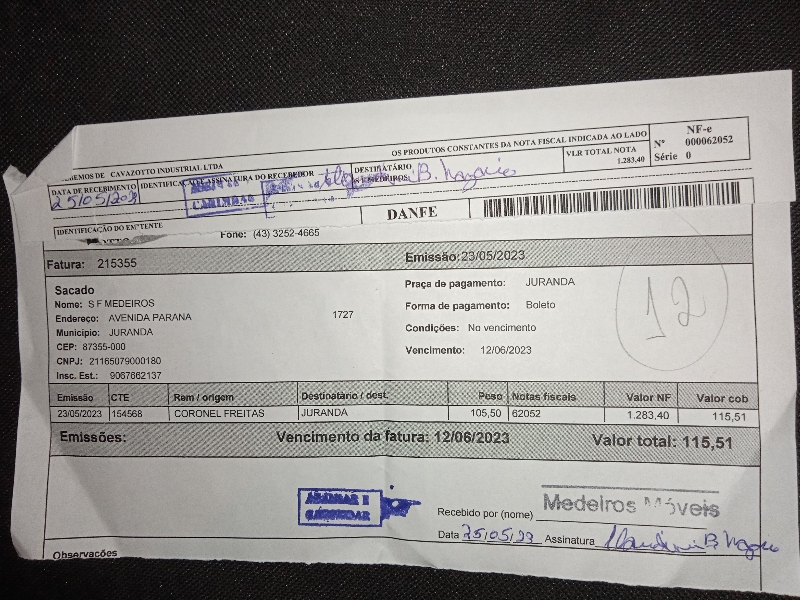 EMOS DE CAVAZOTTO INDUSTRIAL LTDA OS PRODUTOS CONSTANTES DA NOTA FISCAL INDICADA AO LADO
NF-e
Nº 000062052
Série 0
VLR TOTAL NOTA
1.283,40
DATA DE RECEBIMENTO
25/05/203
IDENTIFICAÇÃO ASSINATURA DO RECEBEDOR
DESTINATÁRIO
CARIMBAR
DANFE
IDENTIFICAÇÃO DO EMITENTE
Fone: (43) 3252-4665
Fatura: 215355 Emissão: 23/05/2023
Sacado
Nome: S F MEDEIROS
Endereço: AVENIDA PARANA 1727
Municipio: JURANDA
CEP: 87355-000
CNPJ: 21165079000180
Insc. Est.: 9067662137
Praça de pagamento: JURANDA
Forma de pagamento: Boleto
Condições: No vencimento
Vencimento: 12/06/2023
12
Emissão CTE Rem / origem Destinatário / dest. Peso Notas fiscais Valor NF Valor cob
23/05/2023 154568 CORONEL FREITAS JURANDA 105,50 62052 1.283,40 115,51
Emissões: Vencimento da fatura: 12/06/2023 Valor total: 115,51
Recebido por (nome) Medeiros Móveis
Data 25/05/23 Assinatura
Observações